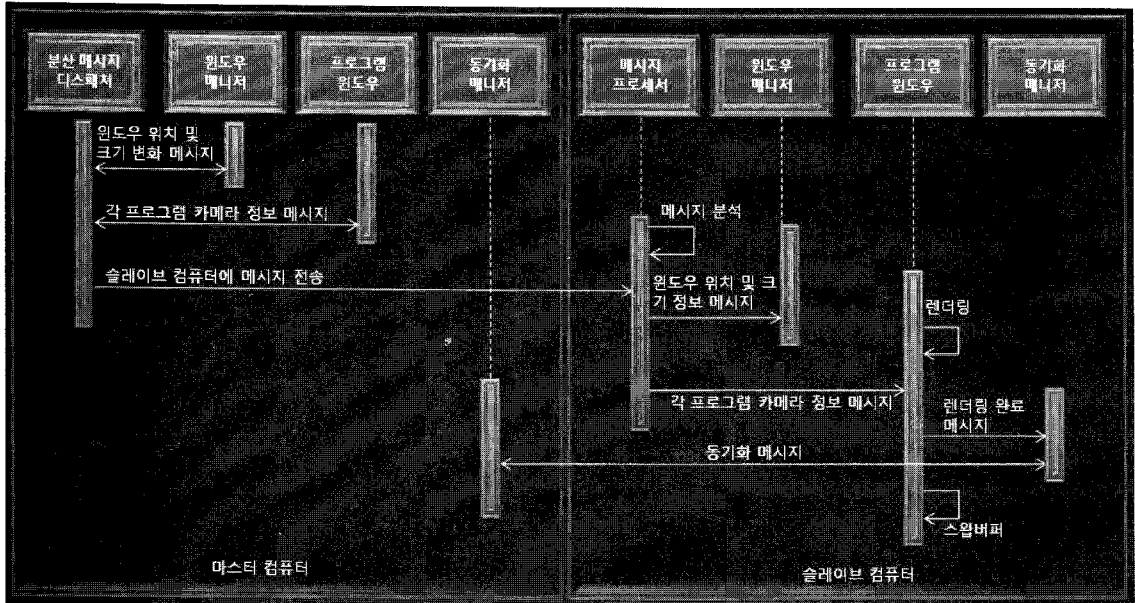 분산 메시지
디스패처
윈도우
매니저
프로그램
윈도우
동기화
매니저
메시지
프로세서
윈도우
매니저
프로그램
윈도우
동기화
매니저
윈도우 위치 및
크기 변화 메시지
각 프로그램 카메라 정보 메시지
슬레이브 컴퓨터에 메시지 전송
메시지 분석
윈도우 위치 및 크
기 정보 메시지
렌더링
각 프로그램 카메라 정보 메시지
렌더링 완료
메시지
동기화 메시지
스왑버퍼
마스터 컴퓨터
슬레이브 컴퓨터